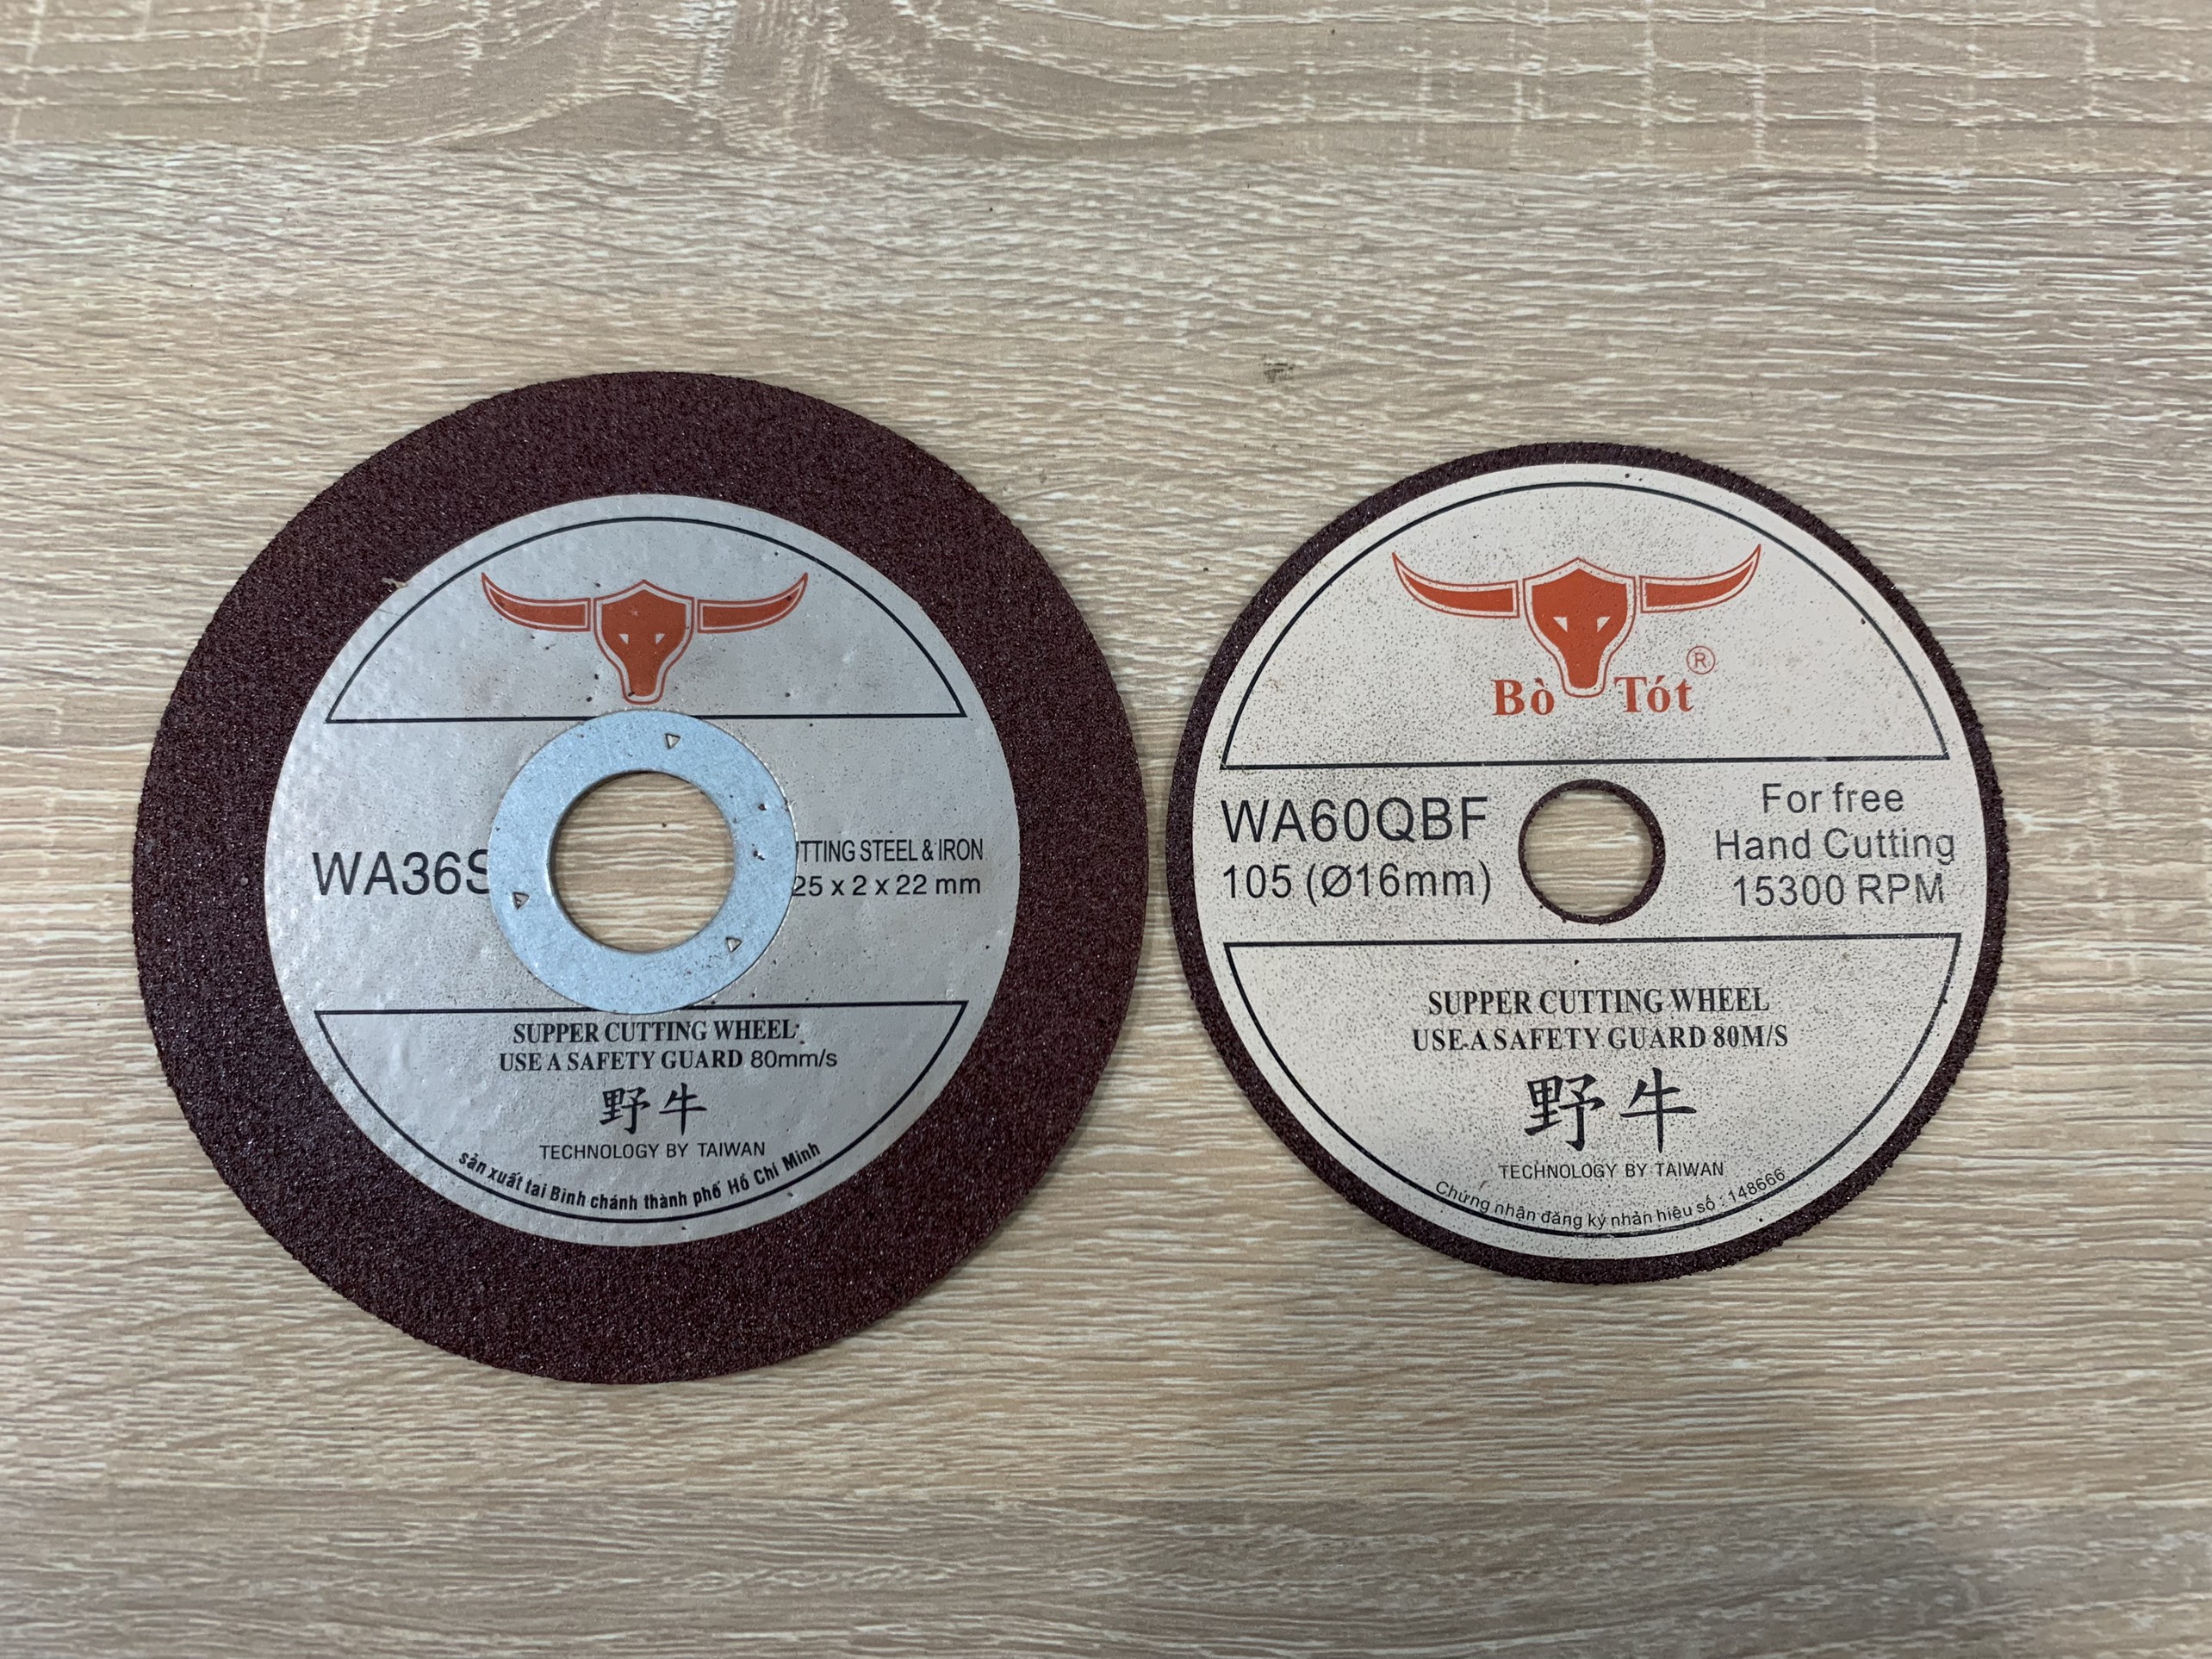 WA36S
TTING STEEL & IRON
25 x 2 x 22 mm
SUPPER CUTTING WHEEL
USE A SAFETY GUARD 80mm/s
野牛
TECHNOLOGY BY TAIWAN
sản xuất tai Bình chánh thành phố Hồ Chí Minh
Bò Tót ®
WA60QBF
105 (Ø16mm)
For free
Hand Cutting
15300 RPM
SUPPER CUTTING WHEEL
USE A SAFETY GUARD 80M/S
野牛
TECHNOLOGY BY TAIWAN
Chứng nhận đăng ký nhản hiệu số : 148666